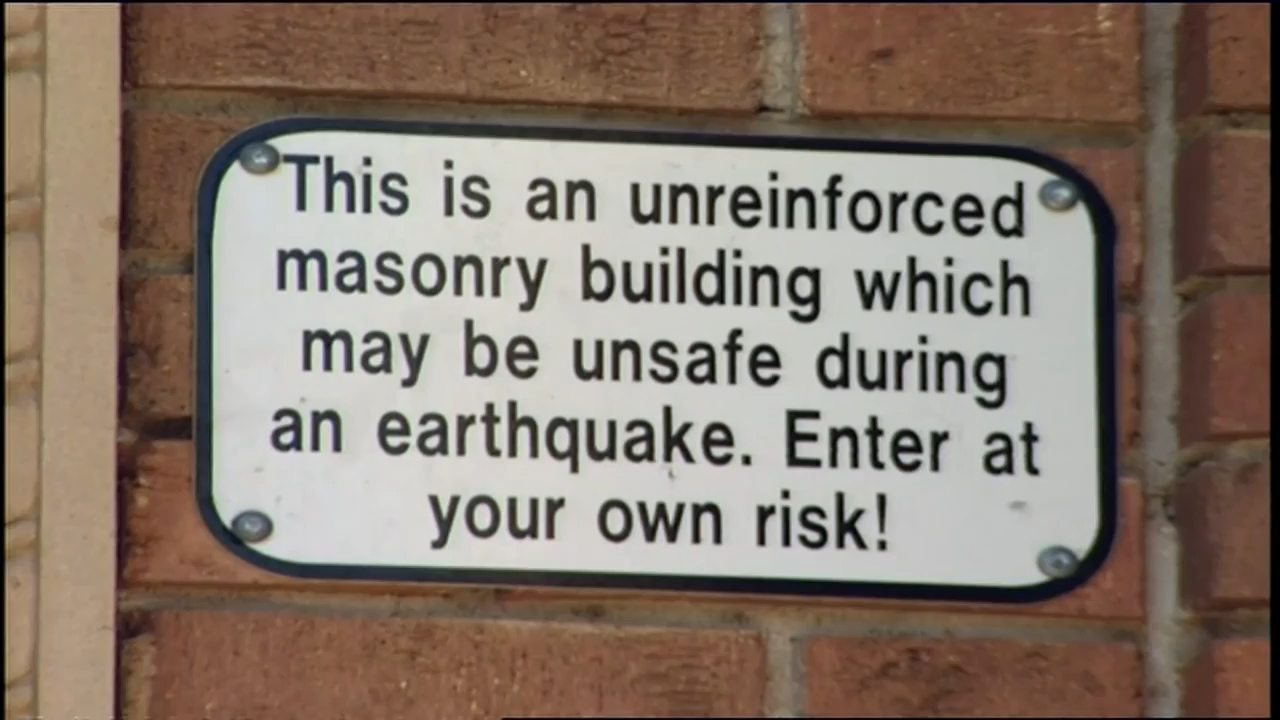 This is an unreinforced
masonry building which
may be unsafe during
an earthquake. Enter at
your own risk!